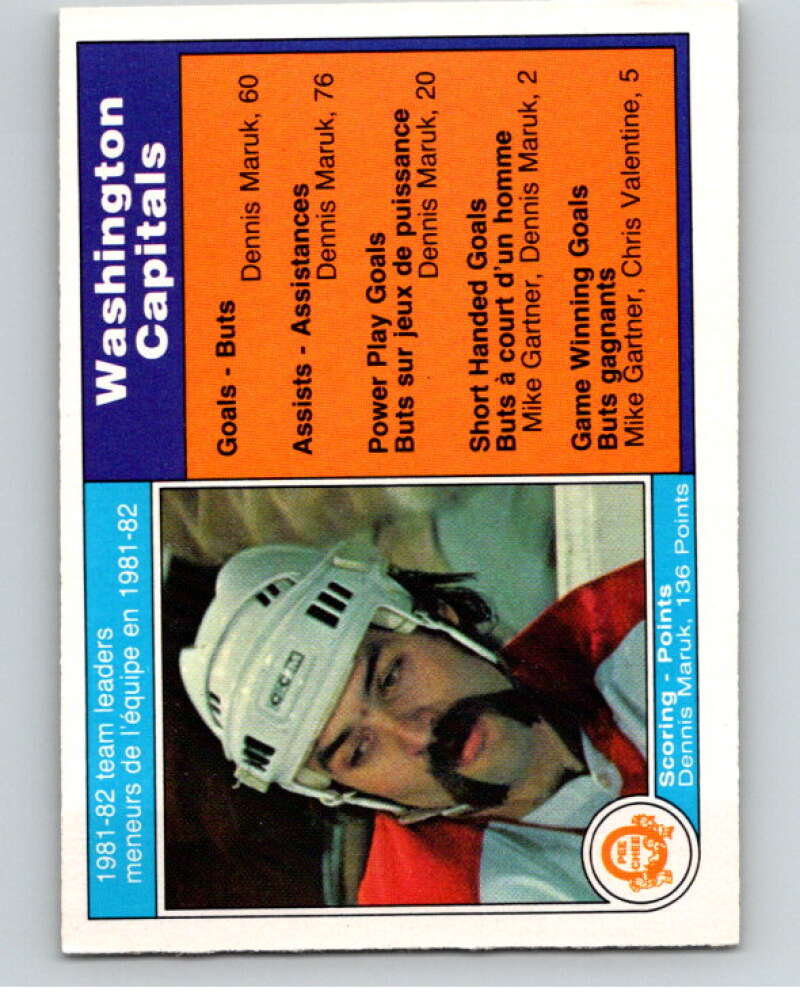 1981-82 team leaders
meneurs de l'équipe en 1981-82
Washington
Capitals
CCM
Scoring - Points
Dennis Maruk, 136 Points
O
PEE
CHEE
Goals - Buts
Dennis Maruk, 60
Assists - Assistances
Dennis Maruk, 76
Power Play Goals
Buts sur jeux de puissance
Dennis Maruk, 20
Short Handed Goals
Buts à court d'un homme
Mike Gartner, Dennis Maruk, 2
Game Winning Goals
Buts gagnants
Mike Gartner, Chris Valentine, 5